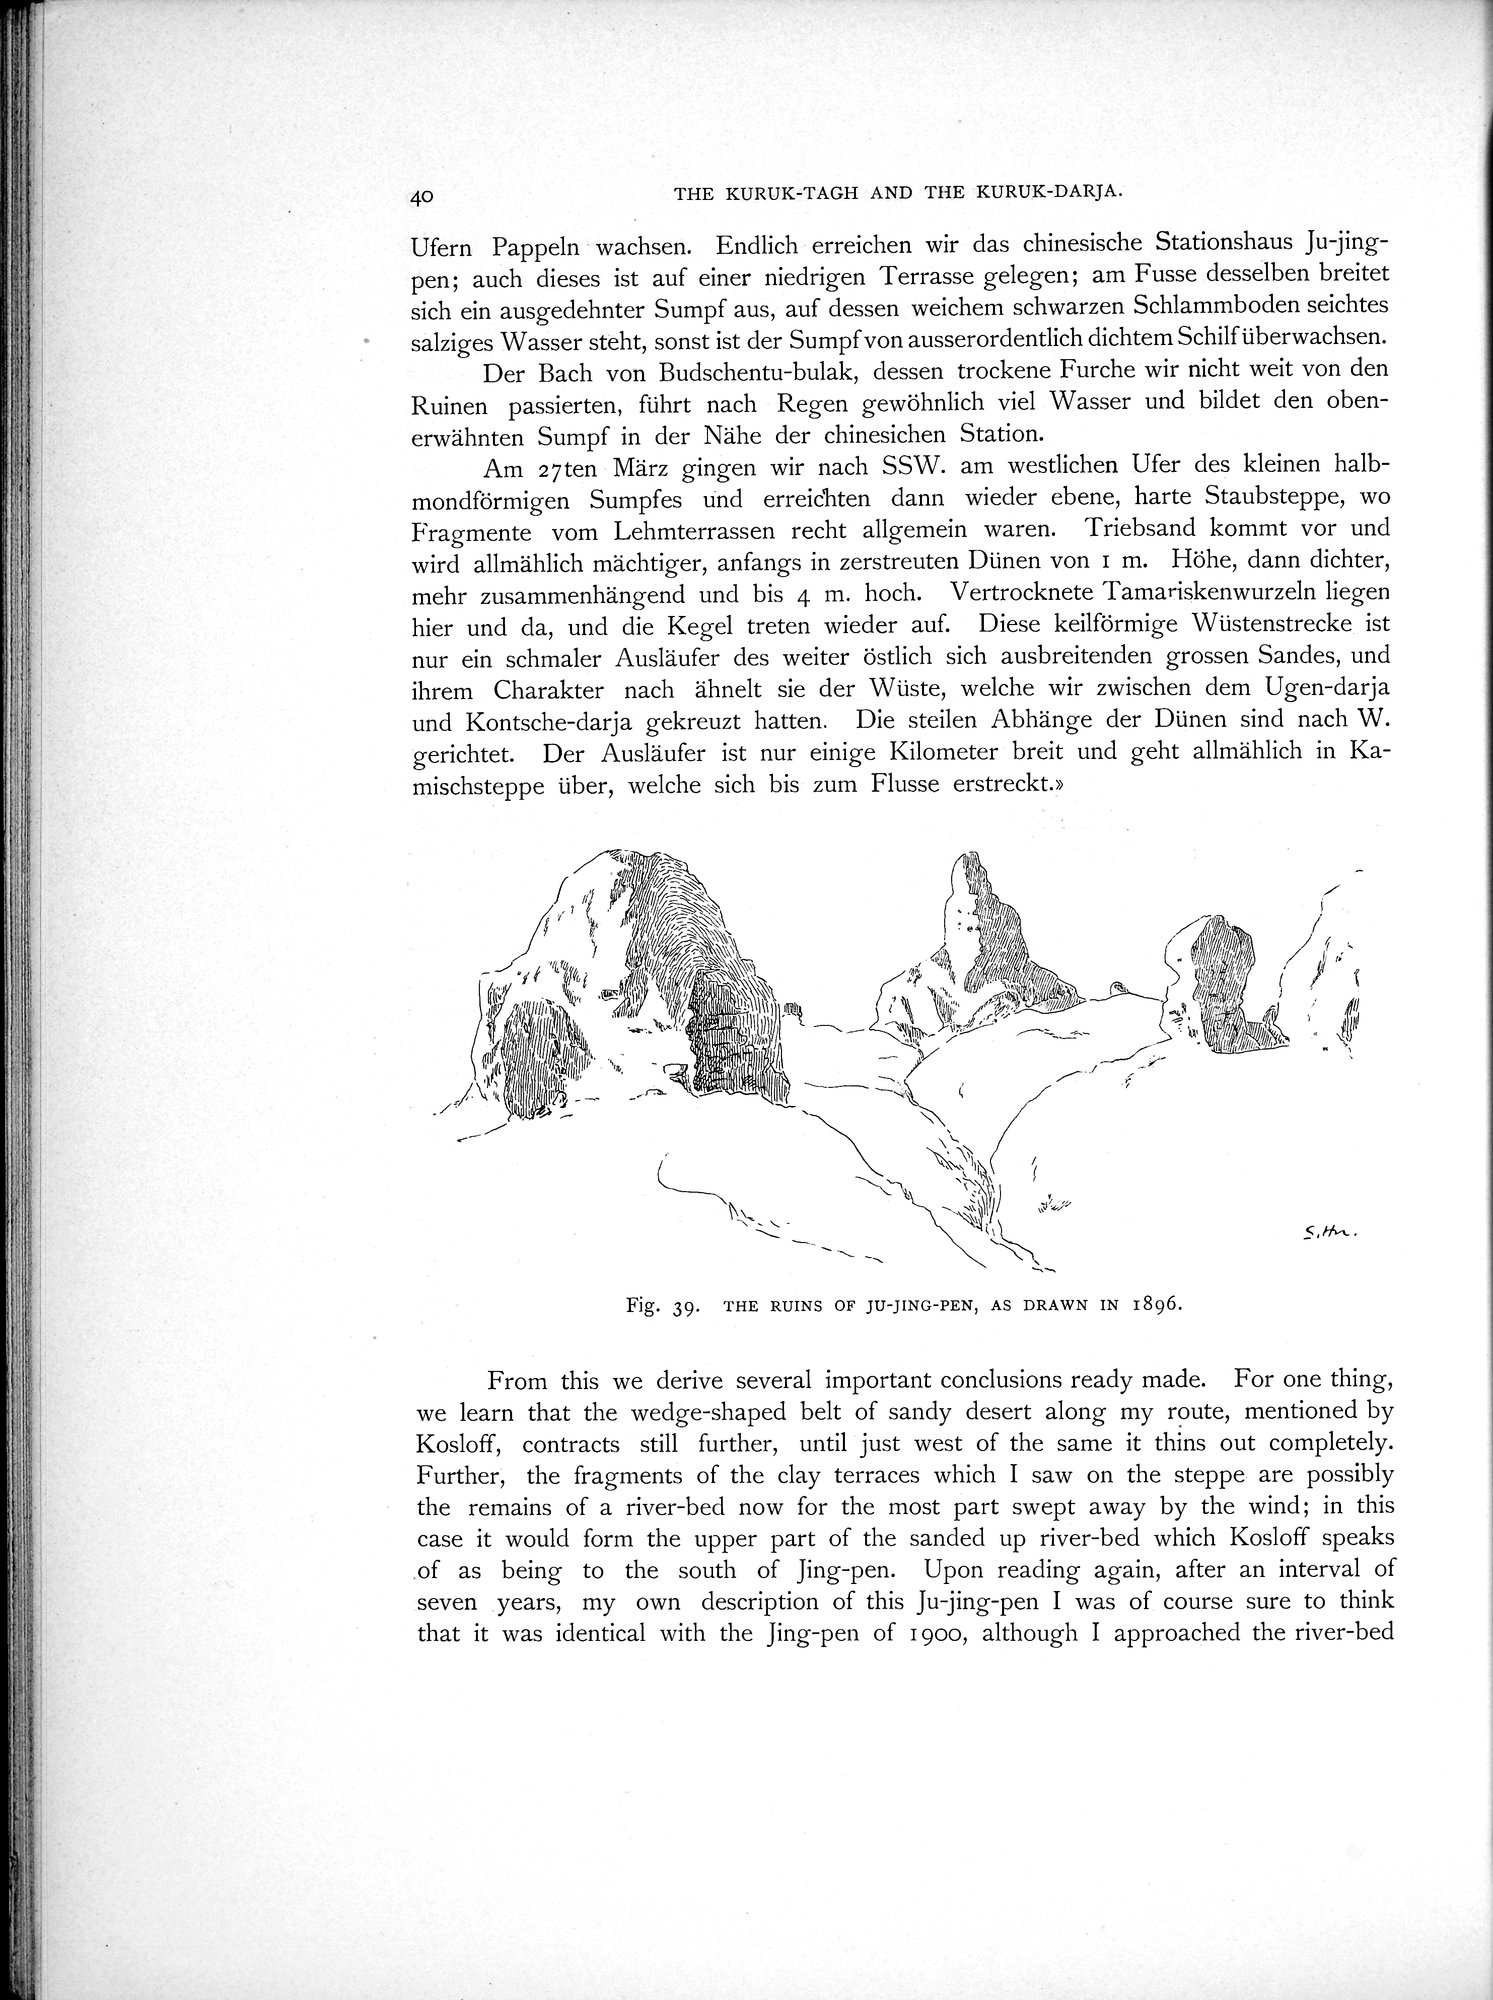 40
THE KURUK-TAGH AND THE KURUK-DARJA.
Ufern Pappeln wachsen. Endlich erreichen wir das chinesische Stationshaus Ju-jing-
pen; auch dieses ist auf einer niedrigen Terrasse gelegen; am Fusse desselben breitet
sich ein ausgedehnter Sumpf aus, auf dessen weichem schwarzen Schlammboden seichtes
salziges Wasser steht, sonst ist der Sumpf von ausserordentlich dichtem Schilf überwachsen.
Der Bach von Budschentu-bulak, dessen trockene Furche wir nicht weit von den
Ruinen passierten, führt nach Regen gewöhnlich viel Wasser und bildet den oben-
erwähnten Sumpf in der Nähe der chinesichen Station.
Am 27ten März gingen wir nach SSW. am westlichen Ufer des kleinen halb-
mondförmigen Sumpfes und erreichten dann wieder ebene, harte Staubsteppe, wo
Fragmente vom Lehmterrassen recht allgemein waren. Triebsand kommt vor und
wird allmählich mächtiger, anfangs in zerstreuten Dünen von 1 m. Höhe, dann dichter,
mehr zusammenhängend und bis 4 m. hoch. Vertrocknete Tamariskenwurzeln liegen
hier und da, und die Kegel treten wieder auf. Diese keilförmige Wüstenstrecke ist
nur ein schmaler Ausläufer des weiter östlich sich ausbreitenden grossen Sandes, und
ihrem Charakter nach ähnelt sie der Wüste, welche wir zwischen dem Ugen-darja
und Kontsche-darja gekreuzt hatten. Die steilen Abhänge der Dünen sind nach W.
gerichtet. Der Ausläufer ist nur einige Kilometer breit und geht allmählich in Ka-
mischsteppe über, welche sich bis zum Flusse erstreckt.»
S. Hn.
Fig. 39. THE RUINS OF JU-JING-PEN, AS DRAWN IN 1896.
From this we derive several important conclusions ready made. For one thing,
we learn that the wedge-shaped belt of sandy desert along my route, mentioned by
Kosloff, contracts still further, until just west of the same it thins out completely.
Further, the fragments of the clay terraces which I saw on the steppe are possibly
the remains of a river-bed now for the most part swept away by the wind; in this
case it would form the upper part of the sanded up river-bed which Kosloff speaks
of as being to the south of Jing-pen. Upon reading again, after an interval of
seven years, my own description of this Ju-jing-pen I was of course sure to think
that it was identical with the Jing-pen of 1900, although I approached the river-bed